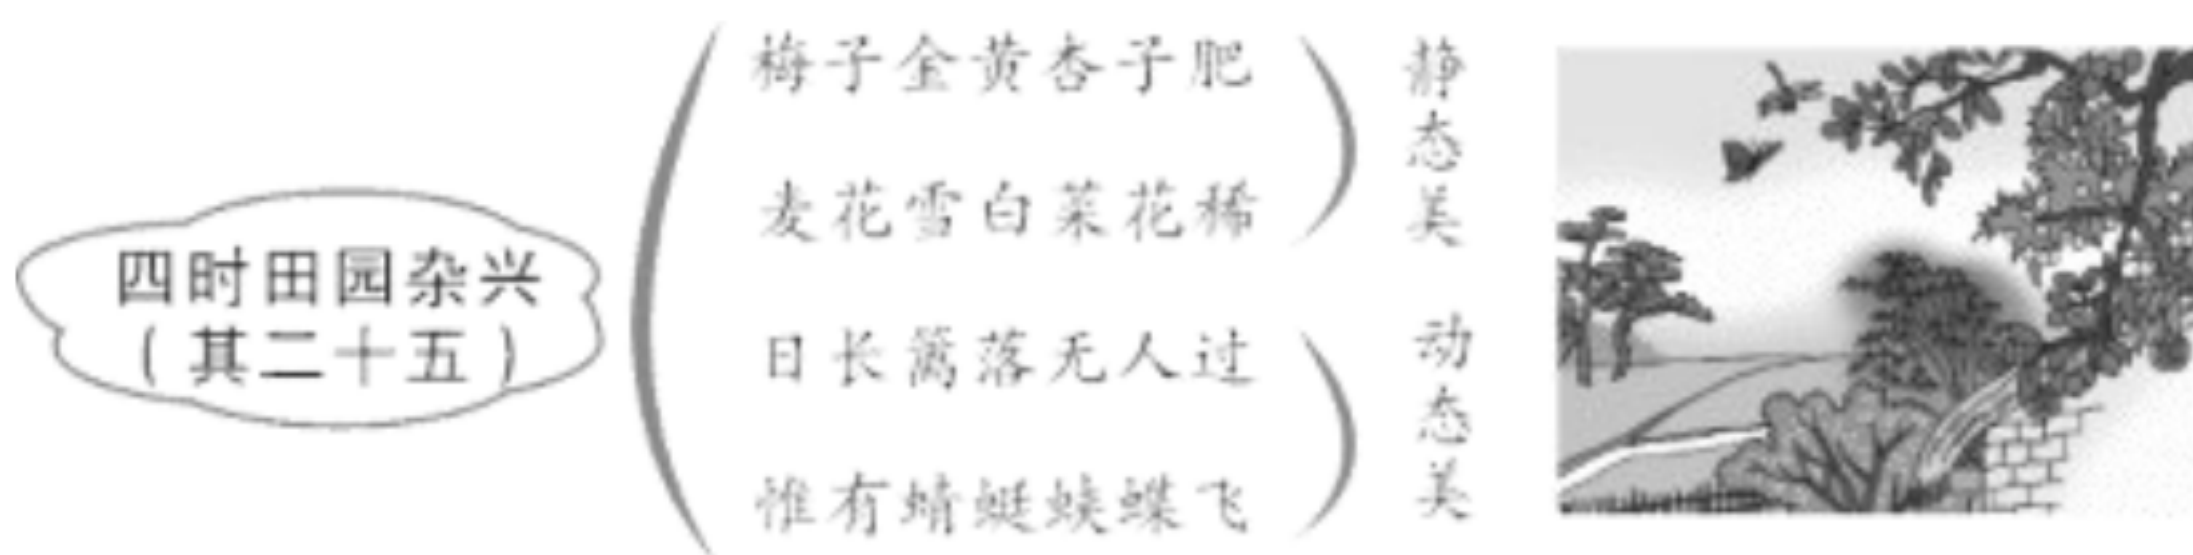 四时田园杂兴
（其二十五）
梅子金黄杏子肥
麦花雪白菜花稀
日长篱落无人过
惟有蜻蜓蛱蝶飞
静态美
动态美